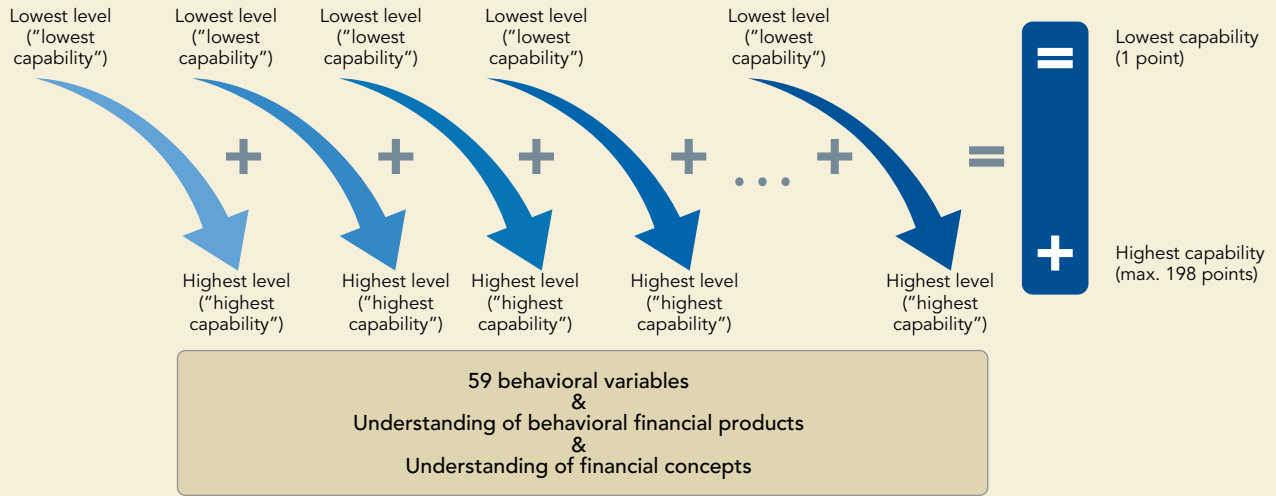 Lowest level
("lowest
capability")
Lowest level
("lowest
capability")
Lowest level
("lowest
capability")
Lowest level
("lowest
capability")
Lowest level
("lowest
capability")
=
Lowest capability
(1 point)
+
+
+
+
...
+
=
Highest level
("highest
capability")
Highest level
("highest
capability")
Highest level
("highest
capability")
Highest level
("highest
capability")
Highest level
("highest
capability")
+
Highest capability
(max. 198 points)
59 behavioral variables
&
Understanding of behavioral financial products
&
Understanding of financial concepts